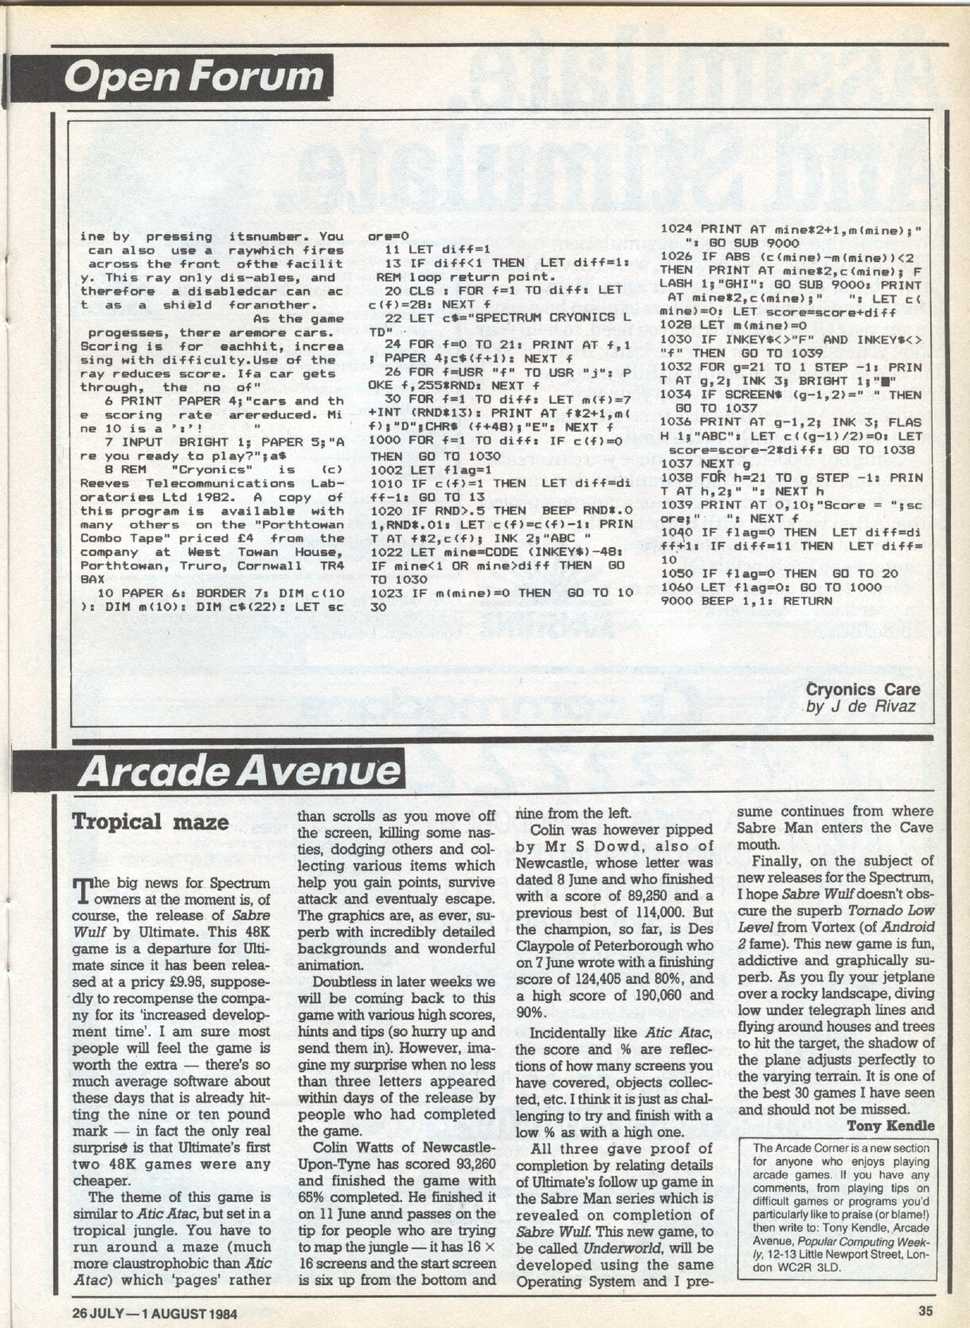 Open Forum
ine by  pressing  itsnumber. You
can also  use a  raywhich fires
across the front  ofthe facilit
y. This ray only dis-ables, and
therefore  a disabledcar can  ac
t  as  a  shield  foranother.
As the game
progesses, there aremore cars.
Scoring is  for  eachhit, increa
sing with difficulty.Use of the
ray reduces score. Ifa car gets
through,  the  no of"
6 PRINT  PAPER 4;"cars and th
e  scoring  rate  arereduced. Mi
ne 10 is a ':'!      "
7 INPUT  BRIGHT 1; PAPER 5;"A
re you ready to play?";a$
8 REM   "Cryonics"   is   (c)
Reeves  Telecommunications  Lab-
oratories Ltd 1982.  A  copy  of
this program is  available  with
many  others  on the "Porthtowan
Combo Tape" priced £4  from  the
company  at  West  Towan  House,
Porthtowan, Truro, Cornwall  TR4
8AX
10 PAPER 6: BORDER 7: DIM c(10
): DIM m(10): DIM c$(22): LET sc
ore=0
11 LET diff=1
13 IF diff<1 THEN  LET diff=1:
REM loop return point.
20 CLS : FOR f=1 TO diff: LET
c(f)=28: NEXT f
22 LET c$="SPECTRUM CRYONICS L
TD"
24 FOR f=0 TO 21: PRINT AT f,1
; PAPER 4;c$(f+1): NEXT f
26 FOR f=USR "f" TO USR "j": P
OKE f,255*RND: NEXT f
30 FOR f=1 TO diff: LET m(f)=7
+INT (RND*13): PRINT AT f*2+1,m(
f);"D";CHR$ (f+48);"E": NEXT f
1000 FOR f=1 TO diff: IF c(f)=0
THEN  GO TO 1030
1002 LET flag=1
1010 IF c(f)=1 THEN  LET diff=di
ff-1: GO TO 13
1020 IF RND>.5 THEN  BEEP RND*.0
1,RND*.01: LET c(f)=c(f)-1: PRIN
T AT f*2,c(f); INK 2;"ABC "
1022 LET mine=CODE (INKEY$)-48:
IF mine<1 OR mine>diff THEN  GO
TO 1030
1023 IF m(mine)=0 THEN  GO TO 10
30
1024 PRINT AT mine*2+1,m(mine);"
": GO SUB 9000
1026 IF ABS (c(mine)-m(mine))<2
THEN  PRINT AT mine*2,c(mine); F
LASH 1;"GHI": GO SUB 9000: PRINT
AT mine*2,c(mine);"   ": LET c(
mine)=0: LET score=score+diff
1028 LET m(mine)=0
1030 IF INKEY$<>"F" AND INKEY$<>
"f" THEN  GO TO 1039
1032 FOR g=21 TO 1 STEP -1: PRIN
T AT g,2; INK 3; BRIGHT 1;"■"
1034 IF SCREEN$ (g-1,2)=" " THEN
GO TO 1037
1036 PRINT AT g-1,2; INK 3; FLAS
H 1;"ABC": LET c((g-1)/2)=0: LET
score=score-2*diff: GO TO 1038
1037 NEXT g
1038 FOR h=21 TO g STEP -1: PRIN
T AT h,2;" ": NEXT h
1039 PRINT AT 0,10;"Score = ";sc
ore;"   ": NEXT f
1040 IF flag=0 THEN  LET diff=di
ff+1: IF diff=11 THEN  LET diff=
10
1050 IF flag=0 THEN  GO TO 20
1060 LET flag=0: GO TO 1000
9000 BEEP 1,1: RETURN
Cryonics Care
by J de Rivaz
Arcade Avenue
Tropical maze
The big news for Spectrum
owners at the moment is, of
course, the release of Sabre
Wulf by Ultimate. This 48K
game is a departure for Ulti-
mate since it has been relea-
sed at a pricy £9.95, suppose-
dly to recompense the compa-
ny for its 'increased develop-
ment time'. I am sure most
people will feel the game is
worth the extra — there's so
much average software about
these days that is already hit-
ting the nine or ten pound
mark — in fact the only real
surprise is that Ultimate's first
two 48K games were any
cheaper.
The theme of this game is
similar to Atic Atac, but set in a
tropical jungle. You have to
run around a maze (much
more claustrophobic than Atic
Atac) which 'pages' rather
than scrolls as you move off
the screen, killing some nas-
ties, dodging others and col-
lecting various items which
help you gain points, survive
attack and eventualy escape.
The graphics are, as ever, su-
perb with incredibly detailed
backgrounds and wonderful
animation.
Doubtless in later weeks we
will be coming back to this
game with various high scores,
hints and tips (so hurry up and
send them in). However, ima-
gine my surprise when no less
than three letters appeared
within days of the release by
people who had completed
the game.
Colin Watts of Newcastle-
Upon-Tyne has scored 93,260
and finished the game with
65% completed. He finished it
on 11 June annd passes on the
tip for people who are trying
to map the jungle — it has 16 ×
16 screens and the start screen
is six up from the bottom and
nine from the left.
Colin was however pipped
by Mr S Dowd, also of
Newcastle, whose letter was
dated 8 June and who finished
with a score of 89,250 and a
previous best of 114,000. But
the champion, so far, is Des
Claypole of Peterborough who
on 7 June wrote with a finishing
score of 124,405 and 80%, and
a high score of 190,060 and
90%.
Incidentally like Atic Atac,
the score and % are reflec-
tions of how many screens you
have covered, objects collec-
ted, etc. I think it is just as chal-
lenging to try and finish with a
low % as with a high one.
All three gave proof of
completion by relating details
of Ultimate's follow up game in
the Sabre Man series which is
revealed on completion of
Sabre Wulf. This new game, to
be called Underworld, will be
developed using the same
Operating System and I pre-
sume continues from where
Sabre Man enters the Cave
mouth.
Finally, on the subject of
new releases for the Spectrum,
I hope Sabre Wulf doesn't obs-
cure the superb Tornado Low
Level from Vortex (of Android
2 fame). This new game is fun,
addictive and graphically su-
perb. As you fly your jetplane
over a rocky landscape, diving
low under telegraph lines and
flying around houses and trees
to hit the target, the shadow of
the plane adjusts perfectly to
the varying terrain. It is one of
the best 30 games I have seen
and should not be missed.
Tony Kendle
The Arcade Corner is a new section
for anyone who enjoys playing
arcade games. If you have any
comments, from playing tips on
difficult games or programs you'd
particularly like to praise (or blame!)
then write to: Tony Kendle, Arcade
Avenue, Popular Computing Week-
ly, 12-13 Little Newport Street, Lon-
don WC2R 3LD.
26 JULY—1 AUGUST 1984
35